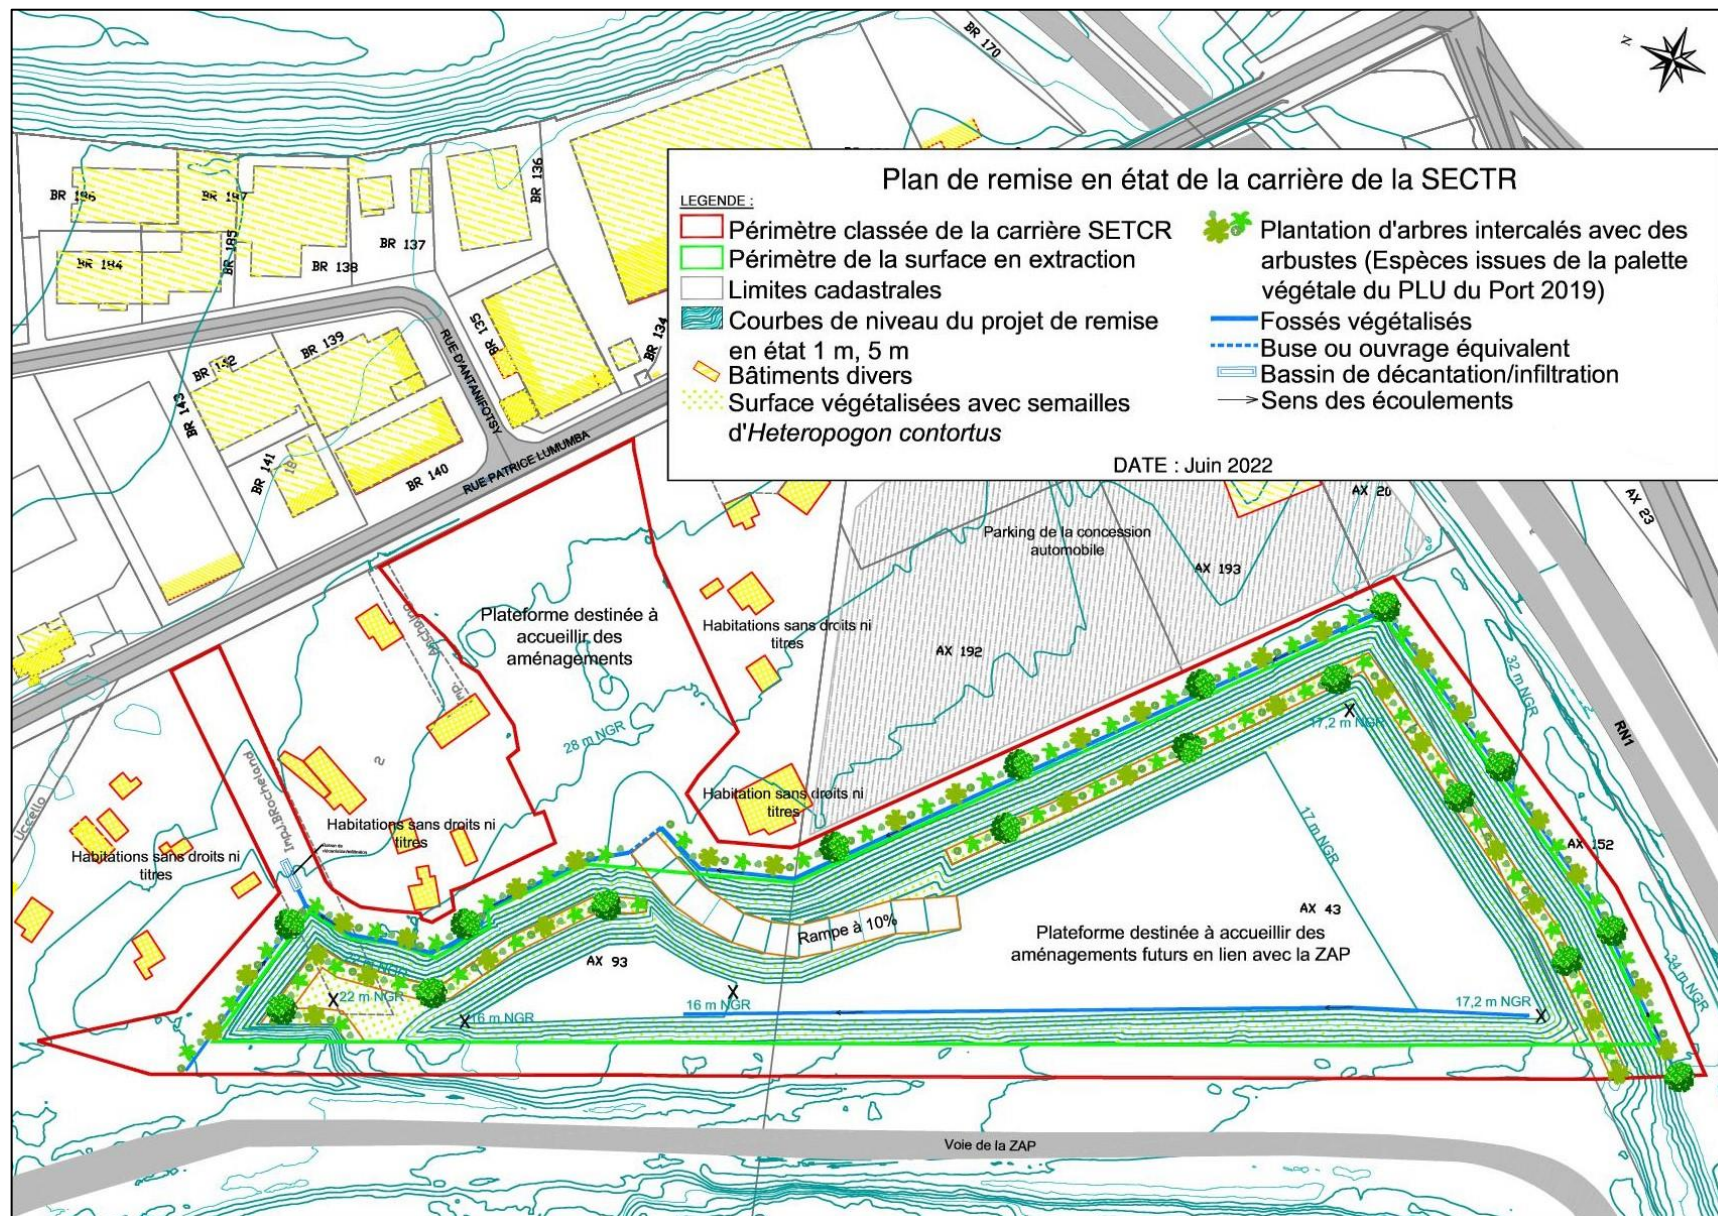 BR 170
N
BR 196
BR 197
BR 136
BR 185
BR 137
BR 184
BR 138
Plan de remise en état de la carrière de la SECTR
LEGENDE :
Périmètre classée de la carrière SETCR
Périmètre de la surface en extraction
Limites cadastrales
Courbes de niveau du projet de remise
en état 1 m, 5 m
Bâtiments divers
Surface végétalisées avec semailles
d'Heteropogon contortus
Plantation d'arbres intercalés avec des
arbustes (Espèces issues de la palette
végétale du PLU du Port 2019)
Fossés végétalisés
Buse ou ouvrage équivalent
Bassin de décantation/infiltration
Sens des écoulements
DATE : Juin 2022
BR 135
BR 134
BR 139
BR 142
BR 143
BR 141
18
BR 140
RUE D'ANTANIFOTSY
RUE PATRICE LUMUMBA
AX 20
AX 23
Parking de la concession
automobile
AX 193
AX 192
Plateforme destinée à
accueillir des
aménagements
Habitations sans droits ni
titres
32 m NGR
RN1
17,2 m NGR
28 m NGR
Imp.
2
Uccello
Imp.J.BRocheland
Habitation sans droits ni
titres
Habitations sans droits ni
titres
Habitations sans droits ni
titres
17 m NGR
AX 152
AX 43
Rampe à 10%
Plateforme destinée à accueillir des
aménagements futurs en lien avec la ZAP
AX 93
34 m NGR
22 m NGR
16 m NGR
16 m NGR
17,2 m NGR
Voie de la ZAP